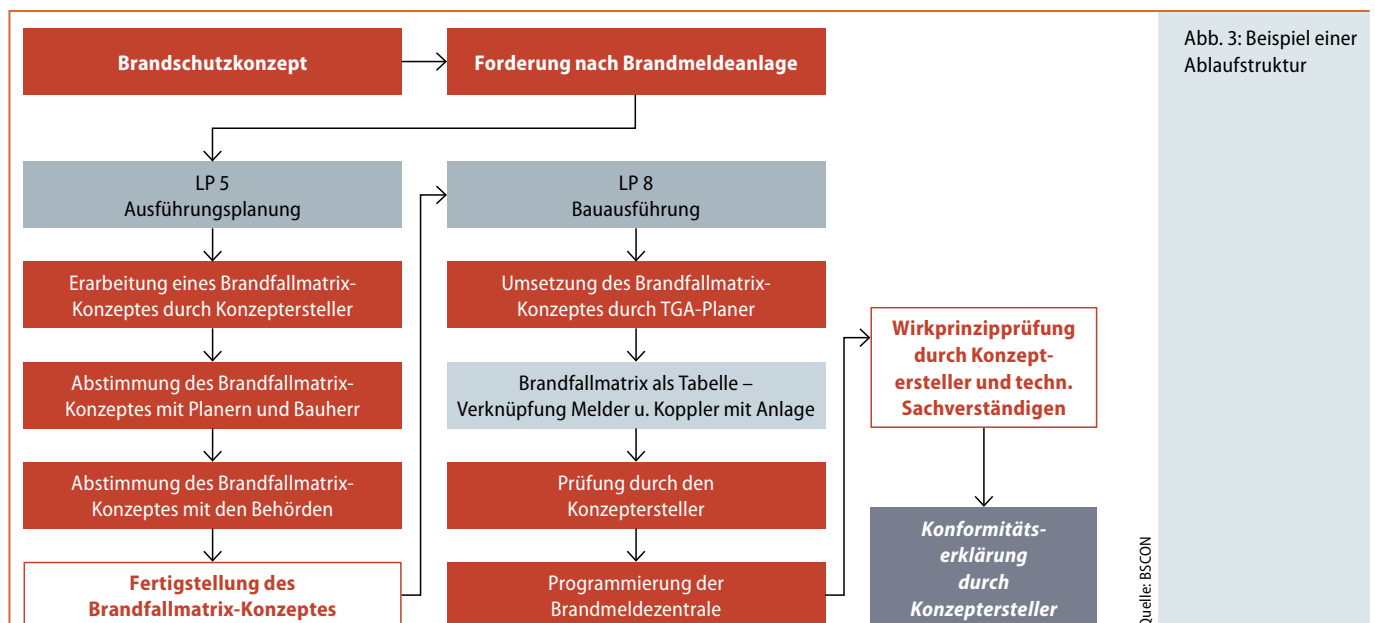 Brandschutzkonzept
Forderung nach Brandmeldeanlage
LP 5
Ausführungsplanung
Erarbeitung eines Brandfallmatrix-
Konzeptes durch Konzeptersteller
Abstimmung des Brandfallmatrix-
Konzeptes mit Planern und Bauherr
Abstimmung des Brandfallmatrix-
Konzeptes mit den Behörden
Fertigstellung des
Brandfallmatrix-Konzeptes
LP 8
Bauausführung
Umsetzung des Brandfallmatrix-
Konzeptes durch TGA-Planer
Brandfallmatrix als Tabelle –
Verknüpfung Melder u. Koppler mit Anlage
Prüfung durch den
Konzeptersteller
Programmierung der
Brandmeldezentrale
Wirkprinzipprüfung
durch Konzept-
ersteller und techn.
Sachverständigen
Konformitäts-
erklärung
durch
Konzeptersteller
Quelle: BSCON
Abb. 3: Beispiel einer
Ablaufstruktur